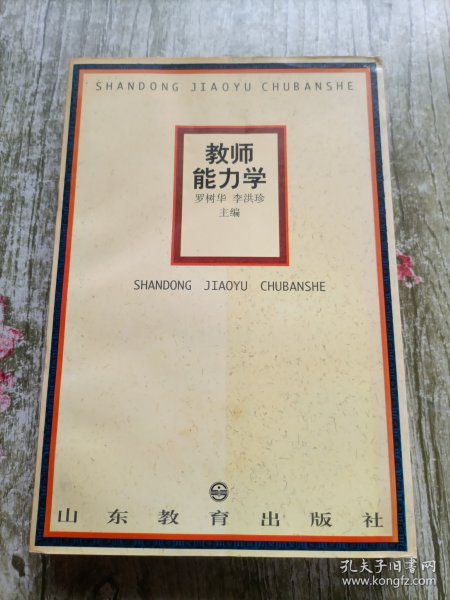 SHANDONG JIAOYU CHUBANSHE
教师
能力学
罗树华 李洪珍
主编
SHANDONG JIAOYU CHUBANSHE
山东教育出版社
孔夫子旧书网
www.kongfz.com